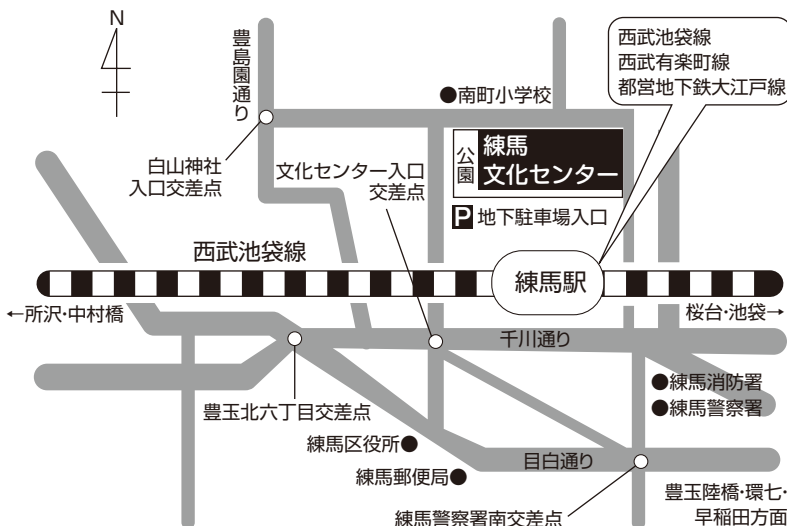 N
豊島園通り
西武池袋線
西武有楽町線
都営地下鉄大江戸線
●南町小学校
公園
練馬
文化センター
白山神社
入口交差点
文化センター入口
交差点
P 地下駐車場入口
西武池袋線
練馬駅
←所沢・中村橋
桜台・池袋→
千川通り
●練馬消防署
●練馬警察署
豊玉北六丁目交差点
練馬区役所●
目白通り
練馬郵便局●
豊玉陸橋・環七・
早稲田方面
練馬警察署南交差点